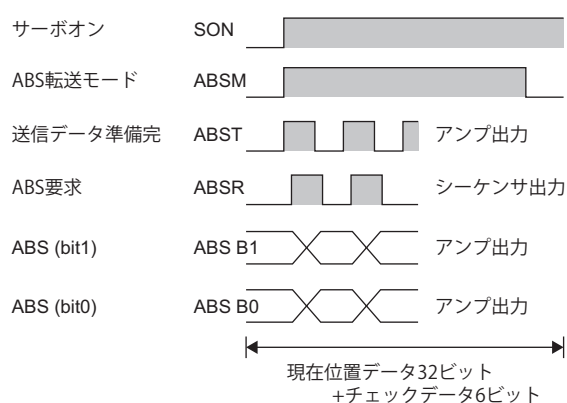 サーボオン SON
ABS転送モード ABSM
送信データ準備完 ABST アンプ出力
ABS要求 ABSR シーケンサ出力
ABS (bit1) ABS B1 アンプ出力
ABS (bit0) ABS B0 アンプ出力
現在位置データ32ビット
+チェックデータ6ビット